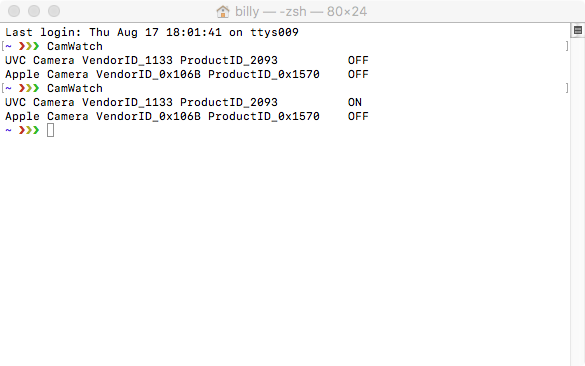 billy — -zsh — 80×24
Last login: Thu Aug 17 18:01:41 on ttys009
[~ ❯❯❯ CamWatch ]
UVC Camera VendorID_1133 ProductID_2093 OFF
Apple Camera VendorID_0x106B ProductID_0x1570 OFF
[~ ❯❯❯ CamWatch ]
UVC Camera VendorID_1133 ProductID_2093 ON
Apple Camera VendorID_0x106B ProductID_0x1570 OFF
~ ❯❯❯